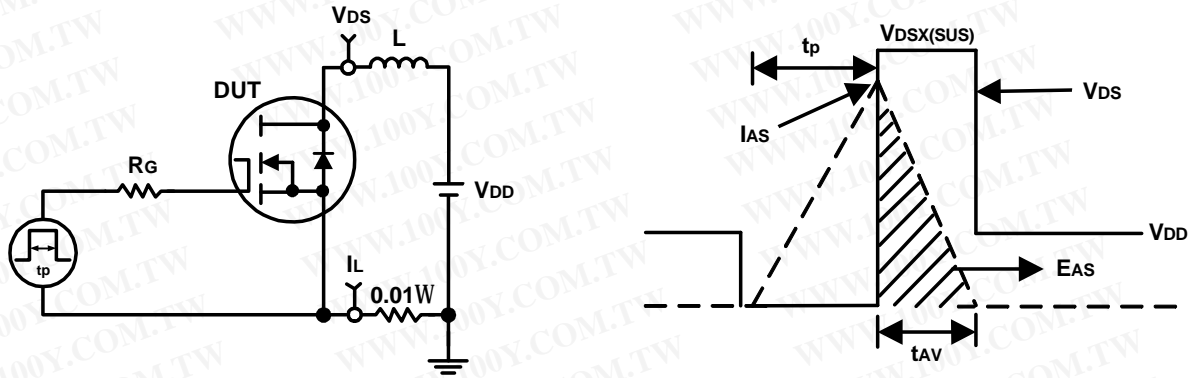 VDS
L
DUT
RG
VDD
tp
IL
0.01W
tp
VDSX(SUS)
VDS
IAS
VDD
EAS
tAV
WWW.100Y.COM.TW